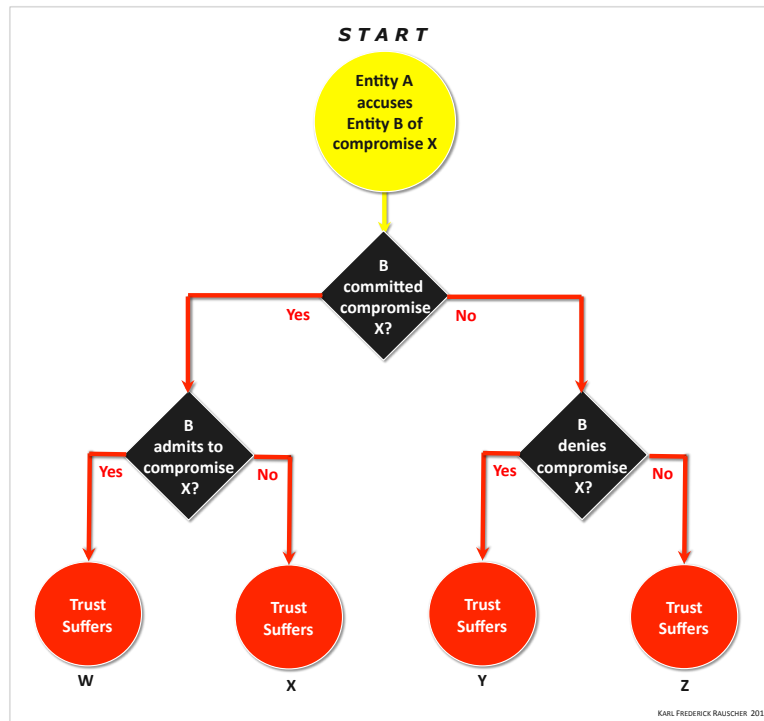 START
Entity A
accuses
Entity B of
compromise X
B
committed
compromise
X?
Yes
No
B
admits to
compromise
X?
Yes
No
B
denies
compromise
X?
Yes
No
Trust
Suffers
Trust
Suffers
Trust
Suffers
Trust
Suffers
W
X
Y
Z
KARL FREDERICK RAUSCHER 201